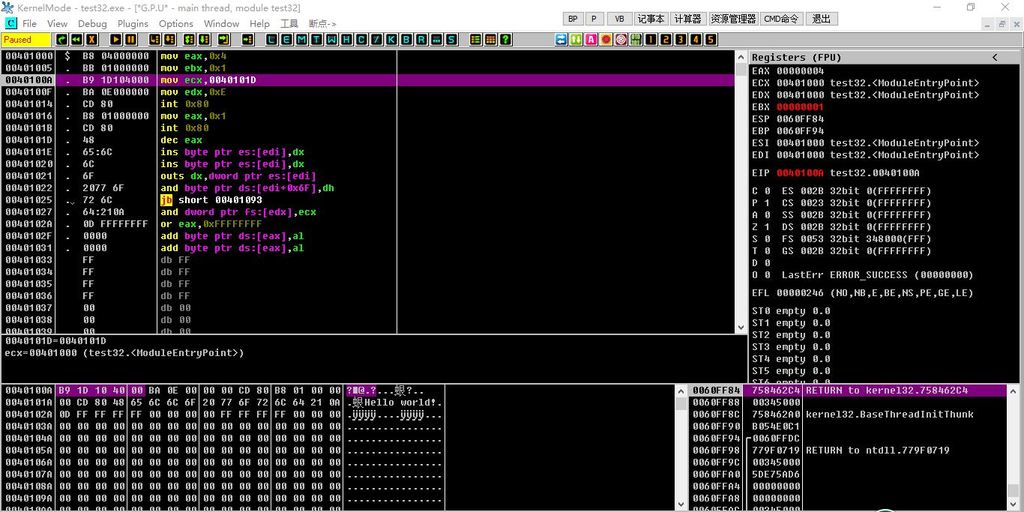 KernelMode - test32.exe - [*G.P.U* - main thread, module test32]
File View Debug Plugins Options Window Help 工具 断点->
BP P VB 记事本 计算器 资源管理器 CMD命令 退出
Paused L E M T W H C / K B R ... S ? A 1 2 3 4 5
00401000 $ B8 04000000 mov eax,0x4
00401005 . BB 01000000 mov ebx,0x1
0040100A . B9 1D104000 mov ecx,0040101D
0040100F . BA 0E000000 mov edx,0xE
00401014 . CD 80 int 0x80
00401016 . B8 01000000 mov eax,0x1
0040101B . CD 80 int 0x80
0040101D . 48 dec eax
0040101E . 65:6C ins byte ptr es:[edi],dx
00401020 . 6C ins byte ptr es:[edi],dx
00401021 . 6F outs dx,dword ptr es:[edi]
00401022 . 2077 6F and byte ptr ds:[edi+0x6F],dh
00401025 . 72 6C jb short 00401093
00401027 . 64:210A and dword ptr fs:[edx],ecx
0040102A . 0D FFFFFFFF or eax,0xFFFFFFFF
0040102F . 0000 add byte ptr ds:[eax],al
00401031 . 0000 add byte ptr ds:[eax],al
00401033 FF db FF
00401034 FF db FF
00401035 FF db FF
00401036 FF db FF
00401037 00 db 00
00401038 00 db 00
00401039 00 db 00
0040101D=0040101D
ecx=00401000 (test32.<ModuleEntryPoint>)
Registers (FPU) <
EAX 00000004
ECX 00401000 test32.<ModuleEntryPoint>
EDX 00401000 test32.<ModuleEntryPoint>
EBX 00000001
ESP 0060FF84
EBP 0060FF94
ESI 00401000 test32.<ModuleEntryPoint>
EDI 00401000 test32.<ModuleEntryPoint>
EIP 0040100A test32.0040100A
C 0 ES 002B 32bit 0(FFFFFFFF)
P 1 CS 0023 32bit 0(FFFFFFFF)
A 0 SS 002B 32bit 0(FFFFFFFF)
Z 1 DS 002B 32bit 0(FFFFFFFF)
S 0 FS 0053 32bit 348000(FFF)
T 0 GS 002B 32bit 0(FFFFFFFF)
D 0
O 0 LastErr ERROR_SUCCESS (00000000)
EFL 00000246 (NO,NB,E,BE,NS,PE,GE,LE)
ST0 empty 0.0
ST1 empty 0.0
ST2 empty 0.0
ST3 empty 0.0
ST4 empty 0.0
ST5 empty 0.0
ST6 empty 0.0
0040100A B9 1D 10 40 00 BA 0E 00 00 00 CD 80 B8 01 00 00
0040101A 00 CD 80 48 65 6C 6C 6F 20 77 6F 72 6C 64 21 0A .蛝Hello world!.
0040102A 0D FF FF FF FF 00 00 00 00 FF FF FF FF 00 00 00 .ÿÿÿÿ....ÿÿÿÿ...
0040103A 00 00 00 00 00 00 00 00 00 00 00 00 00 00 00 00 ................
0040104A 00 00 00 00 00 00 00 00 00 00 00 00 00 00 00 00 ................
0040105A 00 00 00 00 00 00 00 00 00 00 00 00 00 00 00 00 ................
0040106A 00 00 00 00 00 00 00 00 00 00 00 00 00 00 00 00 ................
0040107A 00 00 00 00 00 00 00 00 00 00 00 00 00 00 00 00 ................
0040108A 00 00 00 00 00 00 00 00 00 00 00 00 00 00 00 00 ................
0040109A 00 00 00 00 00 00 00 00 00 00 00 00 00 00 00 00 ................
0060FF84 758462C4 RETURN to kernel32.758462C4
0060FF88 00345000
0060FF8C 758462A0 kernel32.BaseThreadInitThunk
0060FF90 B054E0C1
0060FF94 0060FFDC
0060FF98 779F0719 RETURN to ntdll.779F0719
0060FF9C 00345000
0060FFA0 5DE75AD6
0060FFA4 00000000
0060FFA8 00000000
0060FFAC 00345000